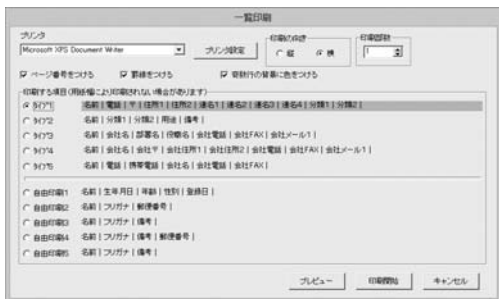 一覧印刷
プリンタ
印刷の向き
印刷部数
Microsoft XPS Document Writer
プリンタ設定
縦
横
1
ページ番号をつける
罫線をつける
奇数行の背景に色をつける
印刷する項目(用紙幅により印刷されない場合があります)
タイプ1 名前 | 電話 | 〒 | 住所1 | 住所2 | 連名1 | 連名2 | 連名3 | 連名4 | 分類1 | 分類2 |
タイプ2 名前 | 分類1 | 分類2 | 用途 | 備考 |
タイプ3 名前 | 会社名 | 部署名 | 役職名 | 会社電話 | 会社FAX | 会社メール1 |
タイプ4 名前 | 会社名 | 会社〒 | 会社住所1 | 会社住所2 | 会社電話 | 会社FAX | 会社メール1 |
タイプ5 名前 | 電話 | 携帯電話 | 会社名 | 会社電話 | 会社FAX |
自由印刷1 名前 | 生年月日 | 年齢 | 性別 | 登録日 |
自由印刷2 名前 | フリガナ | 郵便番号 |
自由印刷3 名前 | フリガナ | 備考 |
自由印刷4 名前 | フリガナ | 備考 | 郵便番号 |
自由印刷5 名前 | フリガナ | 備考 |
プレビュー
印刷開始
キャンセル